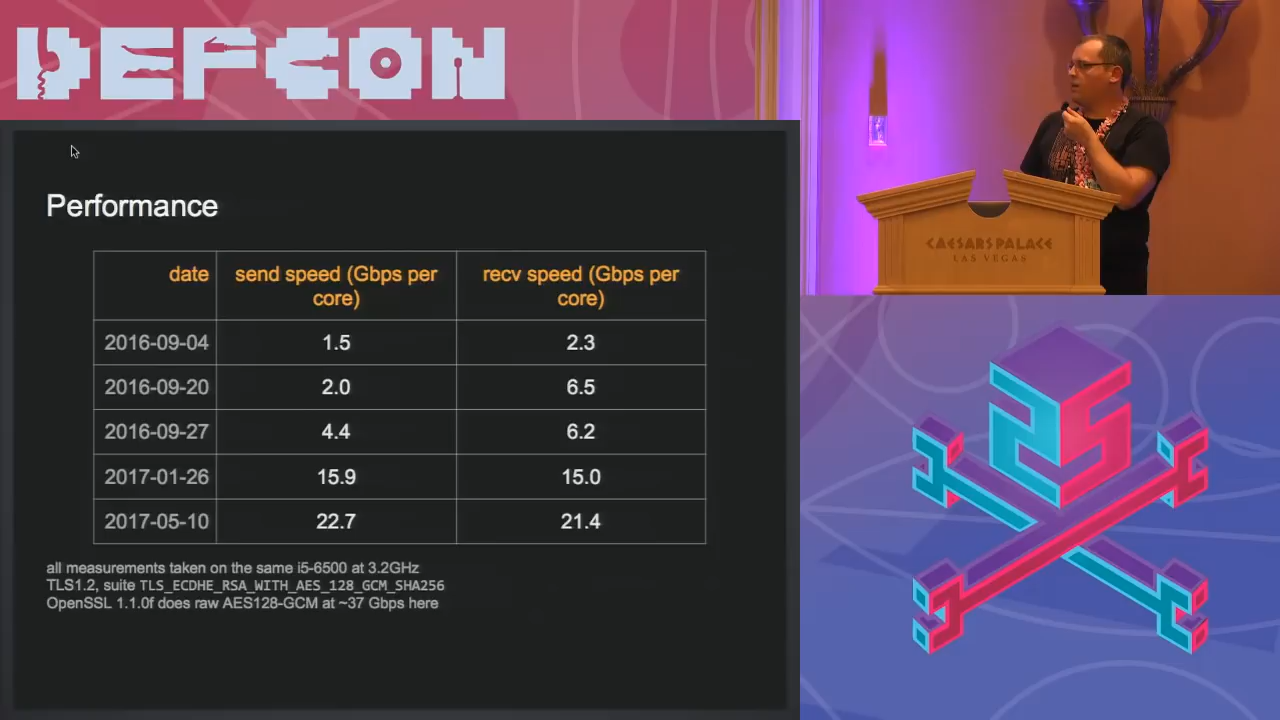 DEFCON
Performance
date send speed (Gbps per core) recv speed (Gbps per core)
2016-09-04 1.5 2.3
2016-09-20 2.0 6.5
2016-09-27 4.4 6.2
2017-01-26 15.9 15.0
2017-05-10 22.7 21.4
all measurements taken on the same i5-6500 at 3.2GHz
TLS1.2, suite TLS_ECDHE_RSA_WITH_AES_128_GCM_SHA256
OpenSSL 1.1.0f does raw AES128-GCM at ~37 Gbps here
CAESARS PALACE
LAS VEGAS
25